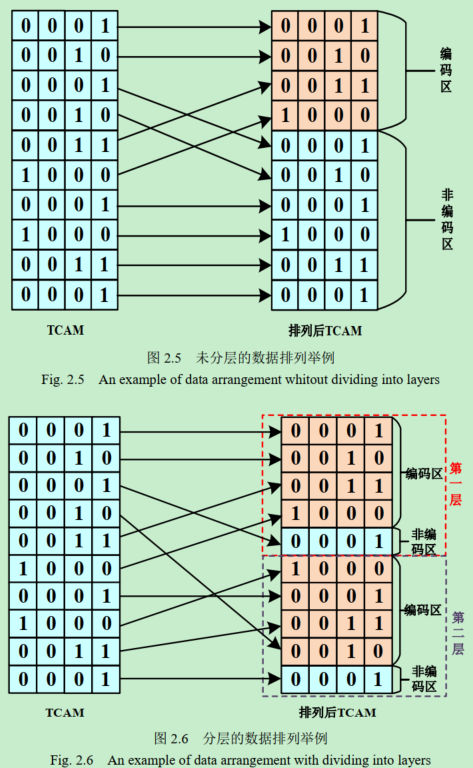 0 0 0 1 0 0 0 1
0 0 1 0 0 0 1 0
0 0 0 1 0 0 1 1
0 0 1 0 1 0 0 0
0 0 1 1 0 0 0 1
1 0 0 0 0 0 1 0
0 0 0 1 0 0 0 1
1 0 0 0 1 0 0 0
0 0 1 1 0 0 1 1
0 0 0 1 0 0 0 1
编码区
非编码区
TCAM 排列后TCAM
图 2.5 未分层的数据排列举例
Fig. 2.5 An example of data arrangement whitout dividing into layers
0 0 0 1 0 0 0 1
0 0 1 0 0 0 1 0
0 0 0 1 0 0 1 1
0 0 1 0 1 0 0 0
0 0 1 1 0 0 0 1
1 0 0 0 1 0 0 0
0 0 0 1 0 0 0 1
1 0 0 0 0 0 1 1
0 0 1 1 0 0 1 0
0 0 0 1 0 0 0 1
编码区
非编
码区
第一层
编码区
非编
码区
第二层
TCAM 排列后TCAM
图 2.6 分层的数据排列举例
Fig. 2.6 An example of data arrangement with dividing into layers